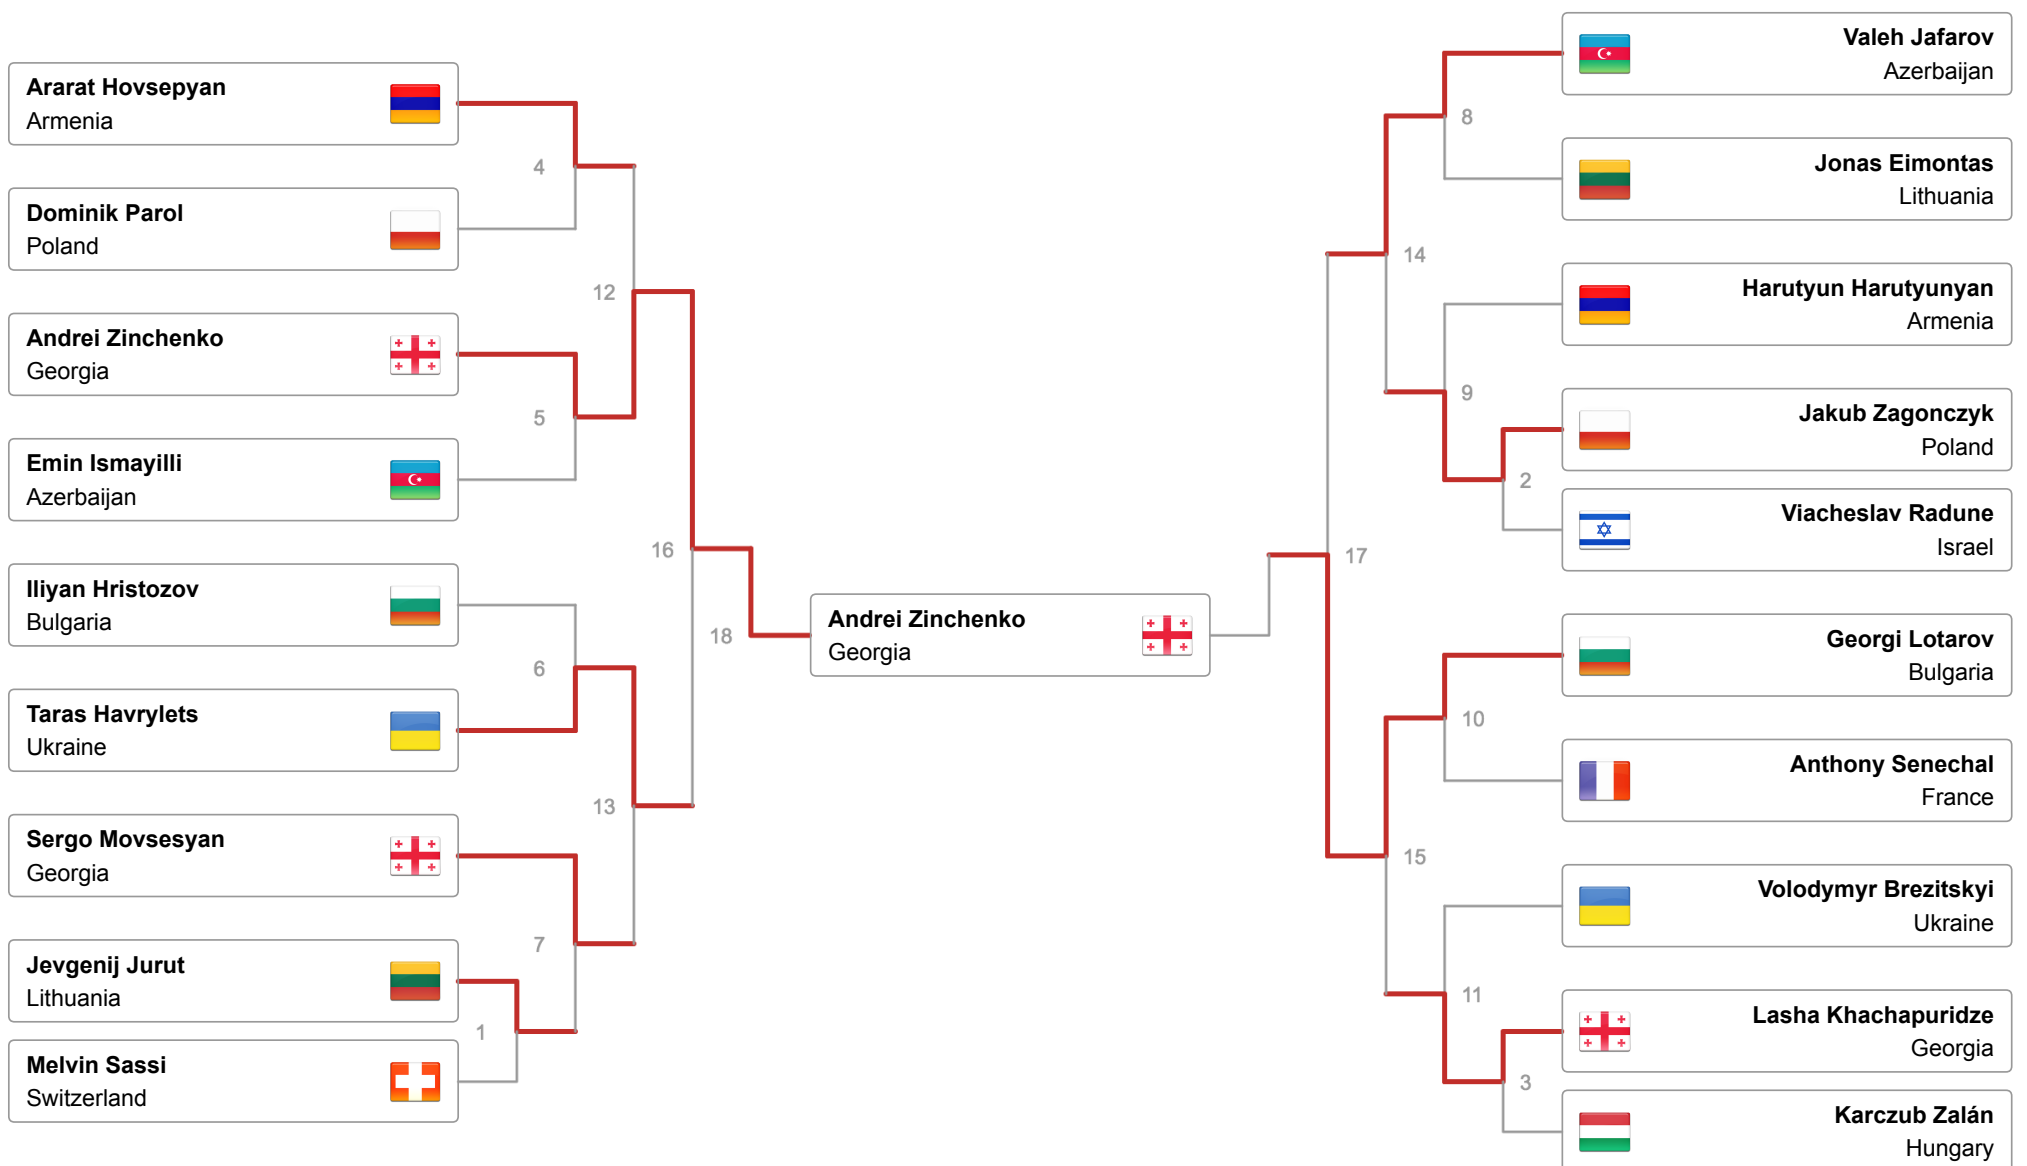 Ararat Hovsepyan
Armenia
4
Dominik Parol
Poland
12
Andrei Zinchenko
Georgia
5
Emin Ismayilli
Azerbaijan
16
Iliyan Hristozov
Bulgaria
6
Taras Havrylets
Ukraine
13
Sergo Movsesyan
Georgia
7
Jevgenij Jurut
Lithuania
1
Melvin Sassi
Switzerland
18
Andrei Zinchenko
Georgia
Valeh Jafarov
Azerbaijan
8
Jonas Eimontas
Lithuania
14
Harutyun Harutyunyan
Armenia
9
Jakub Zagonczyk
Poland
2
Viacheslav Radune
Israel
17
Georgi Lotarov
Bulgaria
10
Anthony Senechal
France
15
Volodymyr Brezitskyi
Ukraine
11
Lasha Khachapuridze
Georgia
3
Karczub Zalán
Hungary